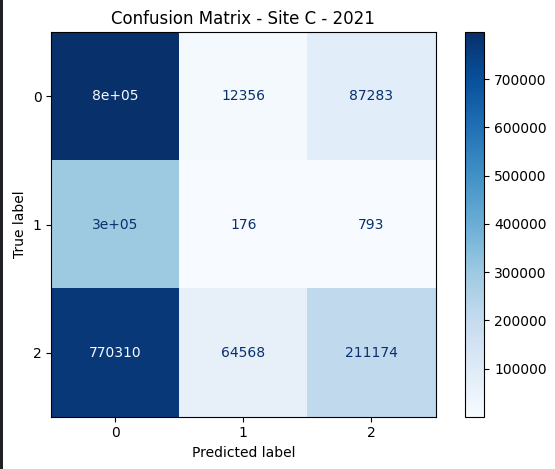 Confusion Matrix - Site C - 2021
0 8e+05 12356 87283
1 3e+05 176 793
2 770310 64568 211174
0 1 2
Predicted label
True label
700000
600000
500000
400000
300000
200000
100000